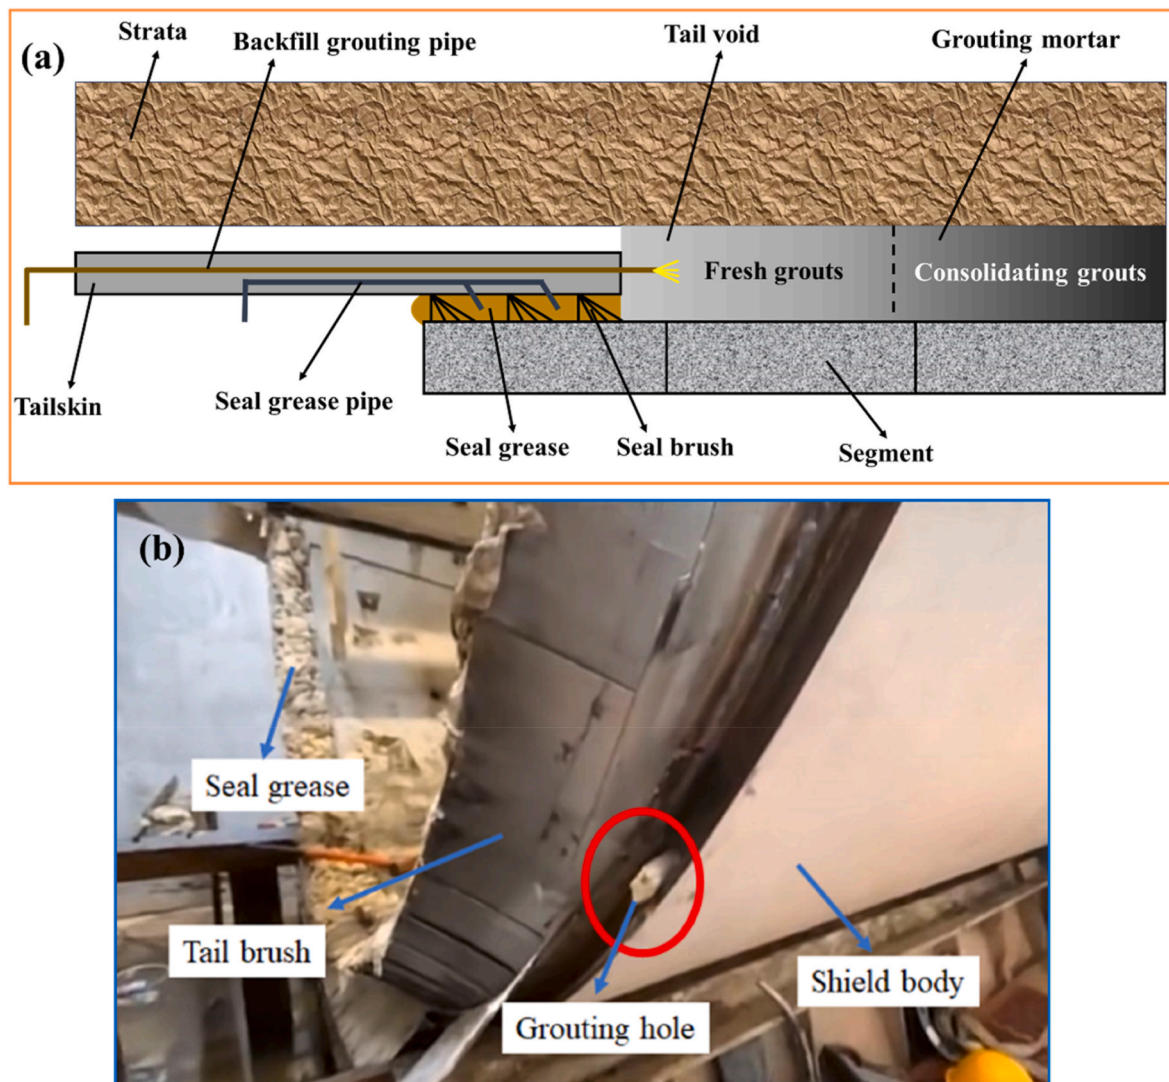 (a)
Strata
Backfill grouting pipe
Tail void
Grouting mortar
Fresh grouts
Consolidating grouts
Tailskin
Seal grease pipe
Seal grease
Seal brush
Segment
(b)
Seal grease
Tail brush
Grouting hole
Shield body